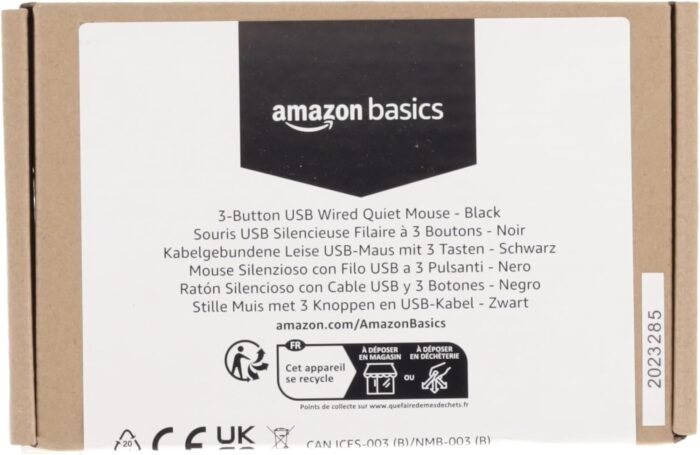 amazon basics
3-Button USB Wired Quiet Mouse - Black
Souris USB Silencieuse Filaire à 3 Boutons - Noir
Kabelgebundene Leise USB-Maus mit 3 Tasten - Schwarz
Mouse Silenzioso con Filo USB a 3 Pulsanti - Nero
Ratón Silencioso con Cable USB y 3 Botones - Negro
Stille Muis met 3 Knoppen en USB-Kabel - Zwart
amazon.com/AmazonBasics
FR
Cet appareil
se recycle
À DÉPOSER
EN MAGASIN
OU
À DÉPOSER
EN DÉCHÈTERIE
Points de collecte sur www.quefairedemesdechets.fr
2023285
20
CE
UK
CAN ICES-003 (B)/NMB-003 (B)